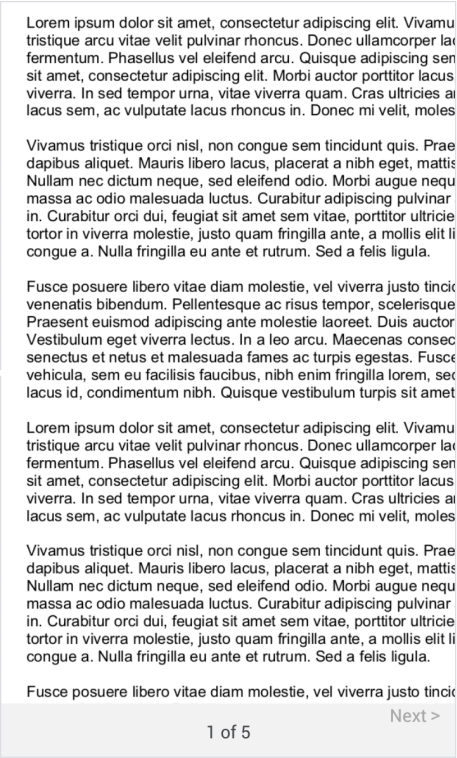 Lorem ipsum dolor sit amet, consectetur adipiscing elit. Vivamu
tristique arcu vitae velit pulvinar rhoncus. Donec ullamcorper lac
fermentum. Phasellus vel eleifend arcu. Quisque adipiscing sem
sit amet, consectetur adipiscing elit. Morbi auctor porttitor lacus
viverra. In sed tempor urna, vitae viverra quam. Cras ultricies a
lacus sem, ac vulputate lacus rhoncus in. Donec mi velit, moles
Vivamus tristique orci nisl, non congue sem tincidunt quis. Prae
dapibus aliquet. Mauris libero lacus, placerat a nibh eget, mattis
Nullam nec dictum neque, sed eleifend odio. Morbi augue nequ
massa ac odio malesuada luctus. Curabitur adipiscing pulvinar
in. Curabitur orci dui, feugiat sit amet sem vitae, porttitor ultricie
tortor in viverra molestie, justo quam fringilla ante, a mollis elit li
congue a. Nulla fringilla eu ante et rutrum. Sed a felis ligula.
Fusce posuere libero vitae diam molestie, vel viverra justo tincid
venenatis bibendum. Pellentesque ac risus tempor, scelerisque
Praesent euismod adipiscing ante molestie laoreet. Duis auctor
Vestibulum eget viverra lectus. In a leo arcu. Maecenas consec
senectus et netus et malesuada fames ac turpis egestas. Fusce
vehicula, sem eu facilisis faucibus, nibh enim fringilla lorem, sed
lacus id, condimentum nibh. Quisque vestibulum turpis sit amet
Lorem ipsum dolor sit amet, consectetur adipiscing elit. Vivamu
tristique arcu vitae velit pulvinar rhoncus. Donec ullamcorper lac
fermentum. Phasellus vel eleifend arcu. Quisque adipiscing sem
sit amet, consectetur adipiscing elit. Morbi auctor porttitor lacus
viverra. In sed tempor urna, vitae viverra quam. Cras ultricies a
lacus sem, ac vulputate lacus rhoncus in. Donec mi velit, moles
Vivamus tristique orci nisl, non congue sem tincidunt quis. Prae
dapibus aliquet. Mauris libero lacus, placerat a nibh eget, mattis
Nullam nec dictum neque, sed eleifend odio. Morbi augue nequ
massa ac odio malesuada luctus. Curabitur adipiscing pulvinar
in. Curabitur orci dui, feugiat sit amet sem vitae, porttitor ultricie
tortor in viverra molestie, justo quam fringilla ante, a mollis elit li
congue a. Nulla fringilla eu ante et rutrum. Sed a felis ligula.
Fusce posuere libero vitae diam molestie, vel viverra justo tincid
Next >
1 of 5